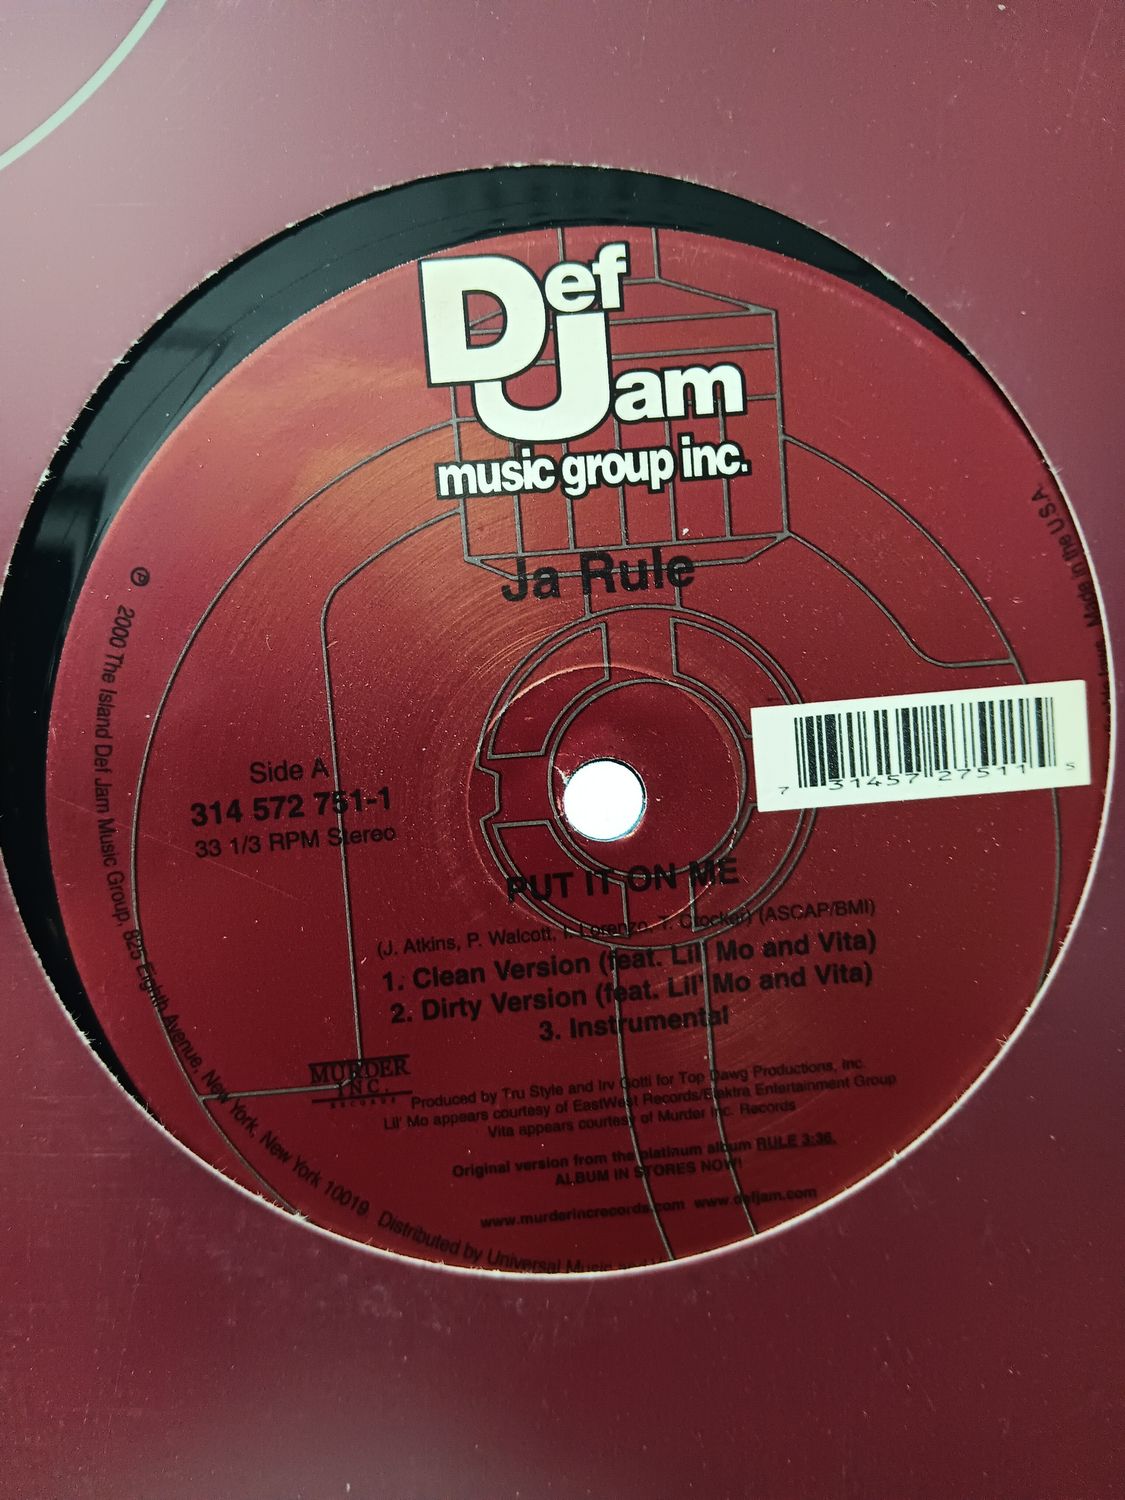 Def Jam
music group inc.
Ja Rule
Side A
314 572 751-1
33 1/3 RPM Stereo
7 31457 27511 5
PUT IT ON ME
(J. Atkins, P. Walcott, I. Lorenzo, T. Crocker) (ASCAP/BMI)
1. Clean Version (feat. Lil' Mo and Vita)
2. Dirty Version (feat. Lil' Mo and Vita)
3. Instrumental
MURDER
INC.
RECORDS
Produced by Tru Style and Irv Gotti for Top Dawg Productions, Inc.
Lil' Mo appears courtesy of EastWest Records/Elektra Entertainment Group
Vita appears courtesy of Murder Inc. Records
Original version from the platinum album RULE 3:36.
ALBUM IN STORES NOW!
www.murderincrecords.com www.defjam.com
℗ 2000 The Island Def Jam Music Group, 825 Eighth Avenue, New York, New York 10019 Distributed by Universal Music and
Made in the U.S.A.